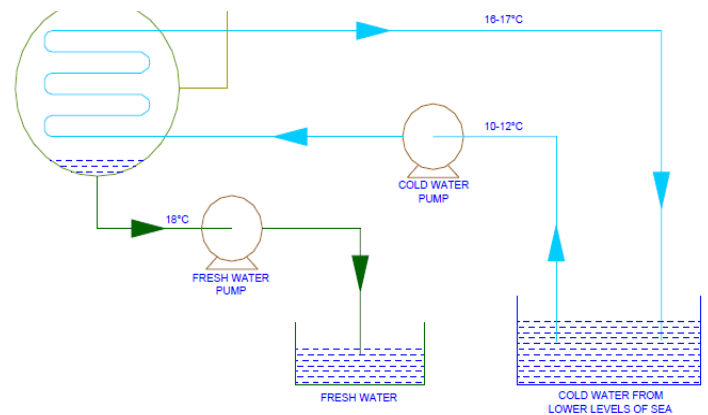 16-17°C
10-12°C
COLD WATER
PUMP
18°C
FRESH WATER
PUMP
FRESH WATER
COLD WATER FROM
LOWER LEVELS OF SEA